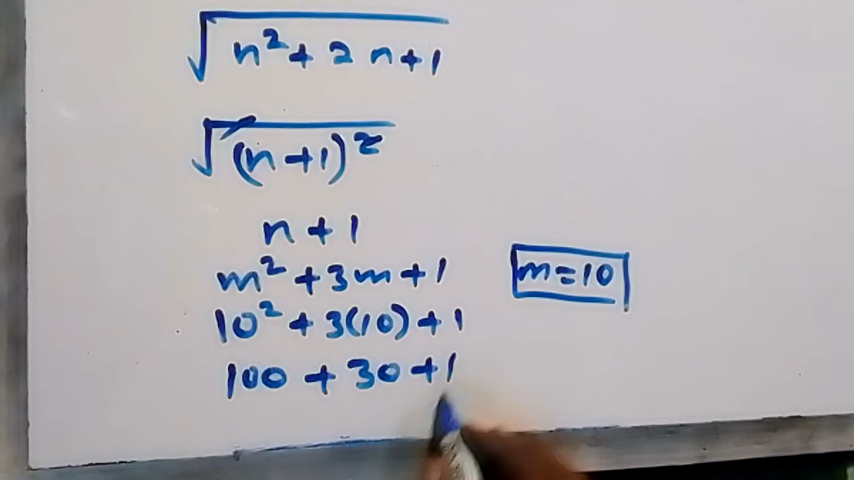 √(n²+2n+1)
√(n+1)²
n+1
m²+3m+1
m=10
10²+3(10)+1
100+30+1